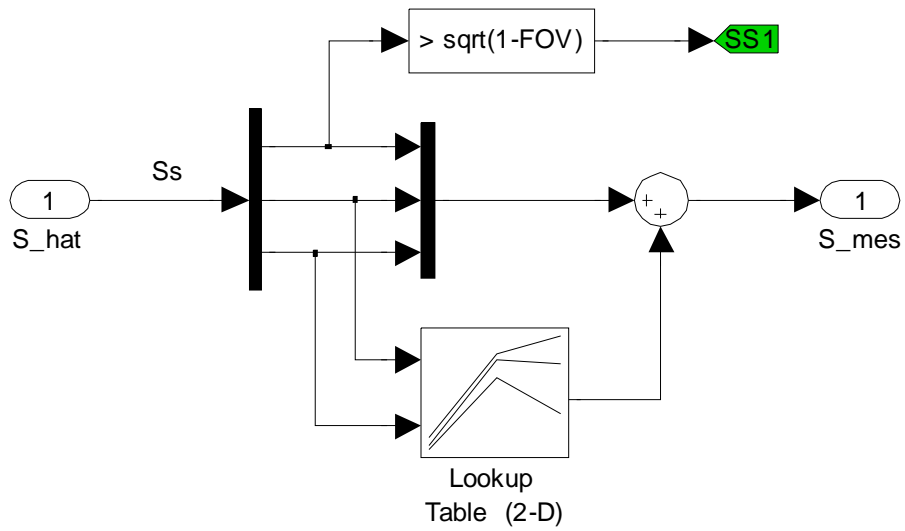 > sqrt(1-FOV)
SS1
Ss
1
S_hat
1
S_mes
+
+
Lookup
Table (2-D)